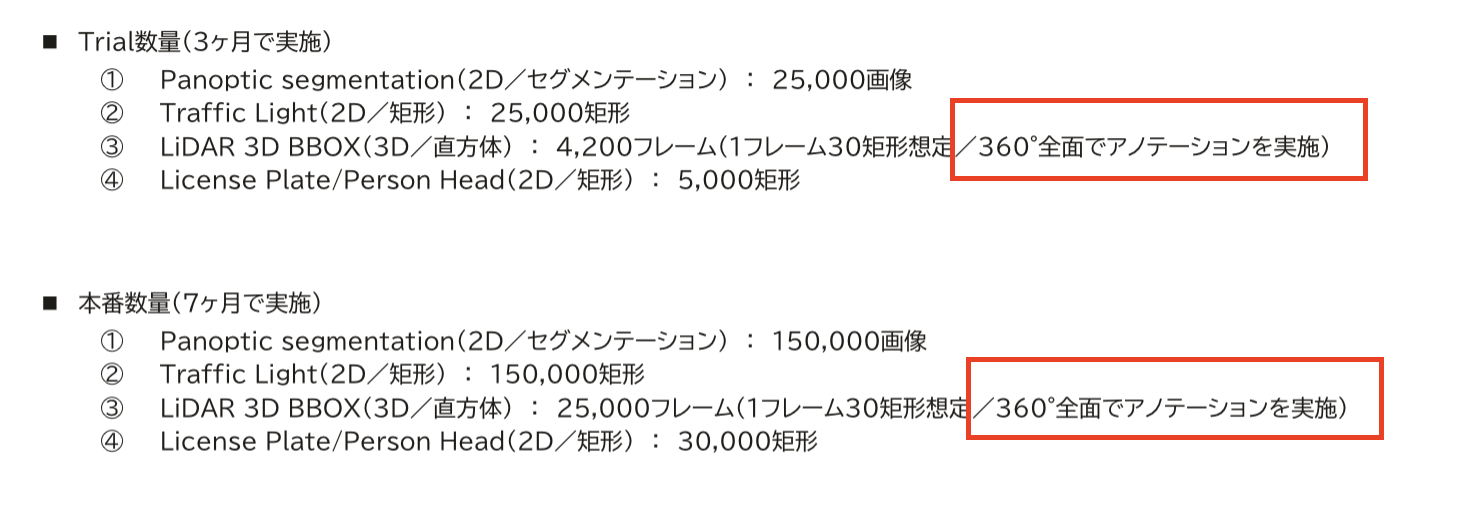 ■ Trial数量(3ヶ月で実施)
① Panoptic segmentation(2D／セグメンテーション) : 25,000画像
② Traffic Light(2D／矩形) : 25,000矩形
③ LiDAR 3D BBOX(3D／直方体) : 4,200フレーム(1フレーム30矩形想定／360°全面でアノテーションを実施)
④ License Plate/Person Head(2D／矩形) : 5,000矩形
■ 本番数量(7ヶ月で実施)
① Panoptic segmentation(2D／セグメンテーション) : 150,000画像
② Traffic Light(2D／矩形) : 150,000矩形
③ LiDAR 3D BBOX(3D／直方体) : 25,000フレーム(1フレーム30矩形想定／360°全面でアノテーションを実施)
④ License Plate/Person Head(2D／矩形) : 30,000矩形